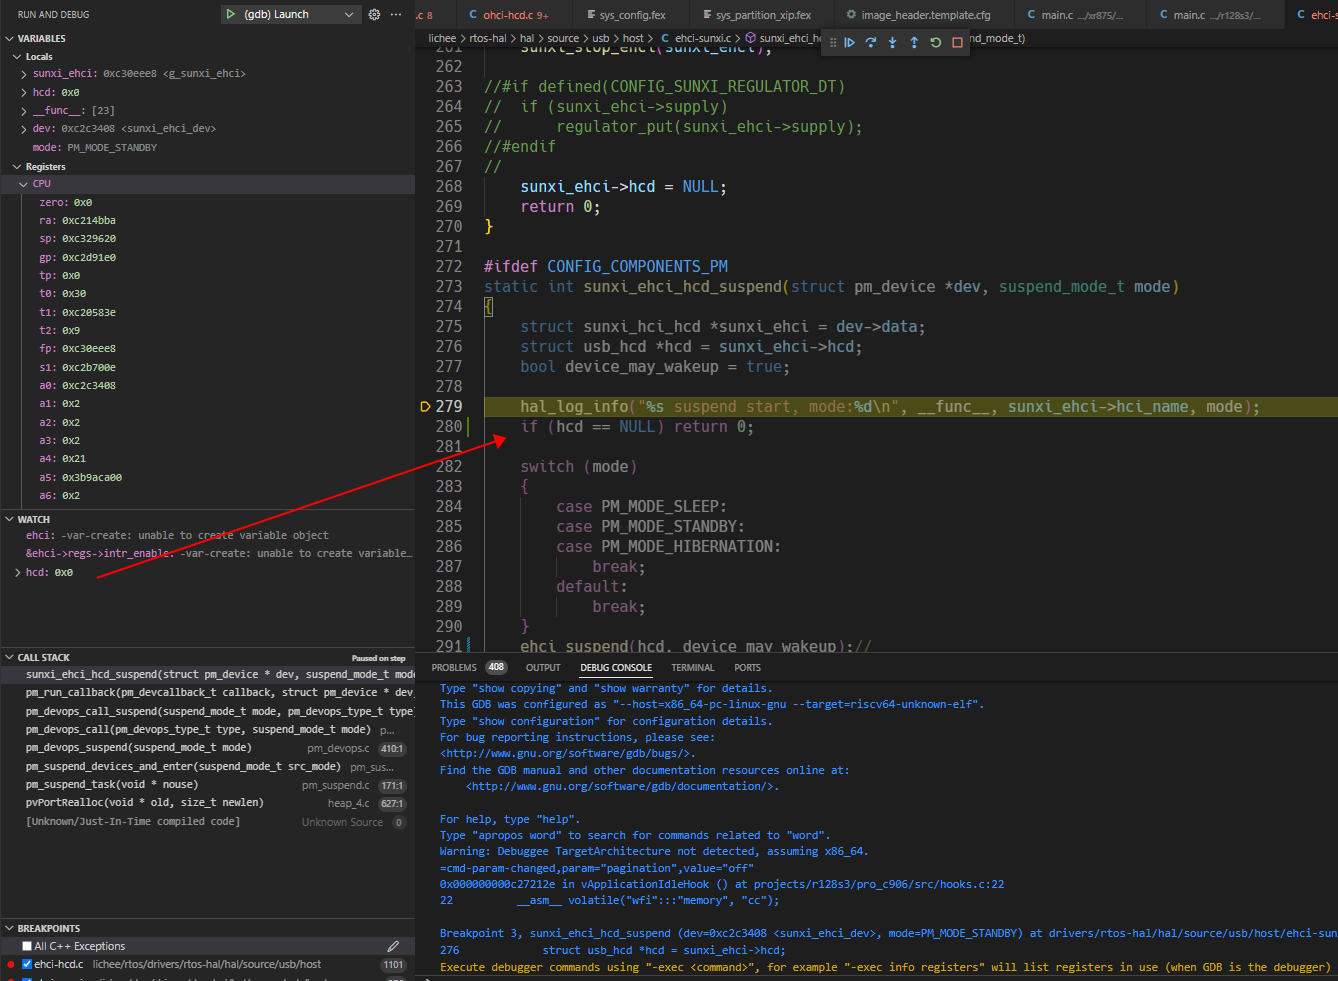 RUN AND DEBUG
(gdb) Launch
VARIABLES
Locals
sunxi_ehci: 0xc30eee8 <g_sunxi_ehci>
hcd: 0x0
__func__: [23]
dev: 0xc2c3408 <sunxi_ehci_dev>
mode: PM_MODE_STANDBY
Registers
CPU
zero: 0x0
ra: 0xc214bba
sp: 0xc329620
gp: 0xc2d91e0
tp: 0x0
t0: 0x30
t1: 0xc20583e
t2: 0x9
fp: 0xc30eee8
s1: 0xc2b700e
a0: 0xc2c3408
a1: 0x2
a2: 0x2
a3: 0x2
a4: 0x21
a5: 0x3b9aca00
a6: 0x2
WATCH
ehci: -var-create: unable to create variable object
&ehci->regs->intr_enable: -var-create: unable to create variable…
hcd: 0x0
CALL STACK Paused on step
sunxi_ehci_hcd_suspend(struct pm_device * dev, suspend_mode_t mode
pm_run_callback(pm_devcallback_t callback, struct pm_device * dev,
pm_devops_call_suspend(suspend_mode_t mode, pm_devops_type_t type)
pm_devops_call(pm_devops_type_t type, suspend_mode_t mode) p...
pm_devops_suspend(suspend_mode_t mode) pm_devops.c 410:1
pm_suspend_devices_and_enter(suspend_mode_t src_mode) pm_sus...
pm_suspend_task(void * nouse) pm_suspend.c 171:1
pvPortRealloc(void * old, size_t newlen) heap_4.c 627:1
[Unknown/Just-In-Time compiled code] Unknown Source 0
BREAKPOINTS
All C++ Exceptions
ehci-hcd.c lichee/rtos/drivers/rtos-hal/hal/source/usb/host 1101
.c 8 C ohci-hcd.c 9+ sys_config.fex sys_partition_xip.fex image_header.template.cfg C main.c .../xr875/... C main.c .../r128s3/... C ehci-s
lichee > rtos-hal > hal > source > usb > host > C ehci-sunxi.c > sunxi_ehci_hc nd_mode_t)
261 sunxi_stop_ehci(sunxi_ehci);
262
263 //#if defined(CONFIG_SUNXI_REGULATOR_DT)
264 // if (sunxi_ehci->supply)
265 // regulator_put(sunxi_ehci->supply);
266 //#endif
267 //
268 sunxi_ehci->hcd = NULL;
269 return 0;
270 }
271
272 #ifdef CONFIG_COMPONENTS_PM
273 static int sunxi_ehci_hcd_suspend(struct pm_device *dev, suspend_mode_t mode)
274 {
275 struct sunxi_hci_hcd *sunxi_ehci = dev->data;
276 struct usb_hcd *hcd = sunxi_ehci->hcd;
277 bool device_may_wakeup = true;
278
279 hal_log_info("%s suspend start, mode:%d\n", __func__, sunxi_ehci->hci_name, mode);
280 if (hcd == NULL) return 0;
281
282 switch (mode)
283 {
284 case PM_MODE_SLEEP:
285 case PM_MODE_STANDBY:
286 case PM_MODE_HIBERNATION:
287 break;
288 default:
289 break;
290 }
291 ehci_suspend(hcd, device_may_wakeup);//
PROBLEMS 408 OUTPUT DEBUG CONSOLE TERMINAL PORTS
Type "show copying" and "show warranty" for details.
This GDB was configured as "--host=x86_64-pc-linux-gnu --target=riscv64-unknown-elf".
Type "show configuration" for configuration details.
For bug reporting instructions, please see:
<http://www.gnu.org/software/gdb/bugs/>.
Find the GDB manual and other documentation resources online at:
<http://www.gnu.org/software/gdb/documentation/>.
For help, type "help".
Type "apropos word" to search for commands related to "word".
Warning: Debuggee TargetArchitecture not detected, assuming x86_64.
=cmd-param-changed,param="pagination",value="off"
0x000000000c27212e in vApplicationIdleHook () at projects/r128s3/pro_c906/src/hooks.c:22
22 __asm__ volatile("wfi":::"memory", "cc");
Breakpoint 3, sunxi_ehci_hcd_suspend (dev=0xc2c3408 <sunxi_ehci_dev>, mode=PM_MODE_STANDBY) at drivers/rtos-hal/hal/source/usb/host/ehci-sun
276 struct usb_hcd *hcd = sunxi_ehci->hcd;
Execute debugger commands using "-exec <command>", for example "-exec info registers" will list registers in use (when GDB is the debugger)